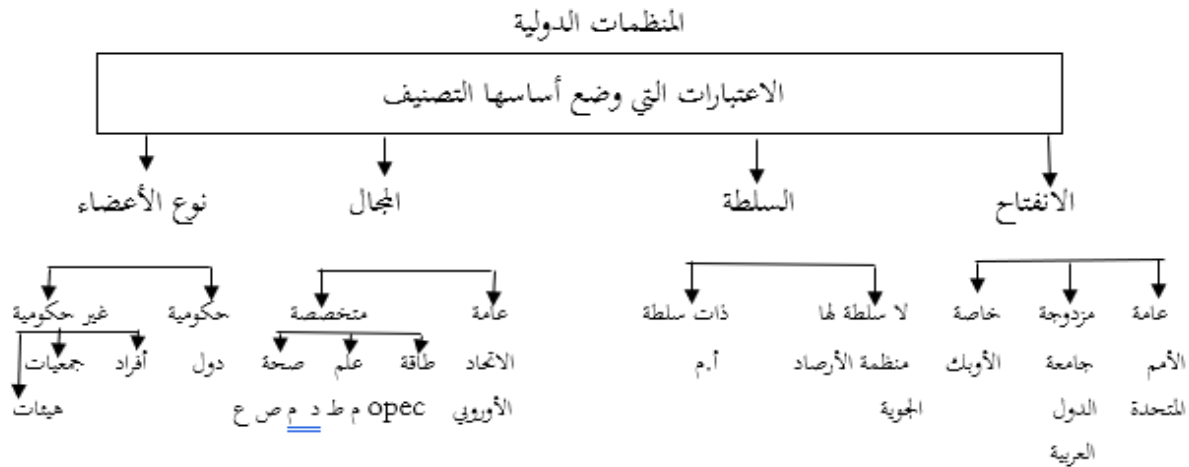 المنظمات الدولية
الاعتبارات التي وضع أساسها التصنيف
الانفتاح السلطة المجال نوع الأعضاء
عامة مزدوجة خاصة لا سلطة لها ذات سلطة عامة متخصصة حكومية غير حكومية
الأمم جامعة الأوبك منظمة الأرصاد أ.م الاتحاد طاقة علم صحة دول أفراد جمعيات
المتحدة الدول الجوية الأوروبي opec م ط د م ص ع هيئات
العربية